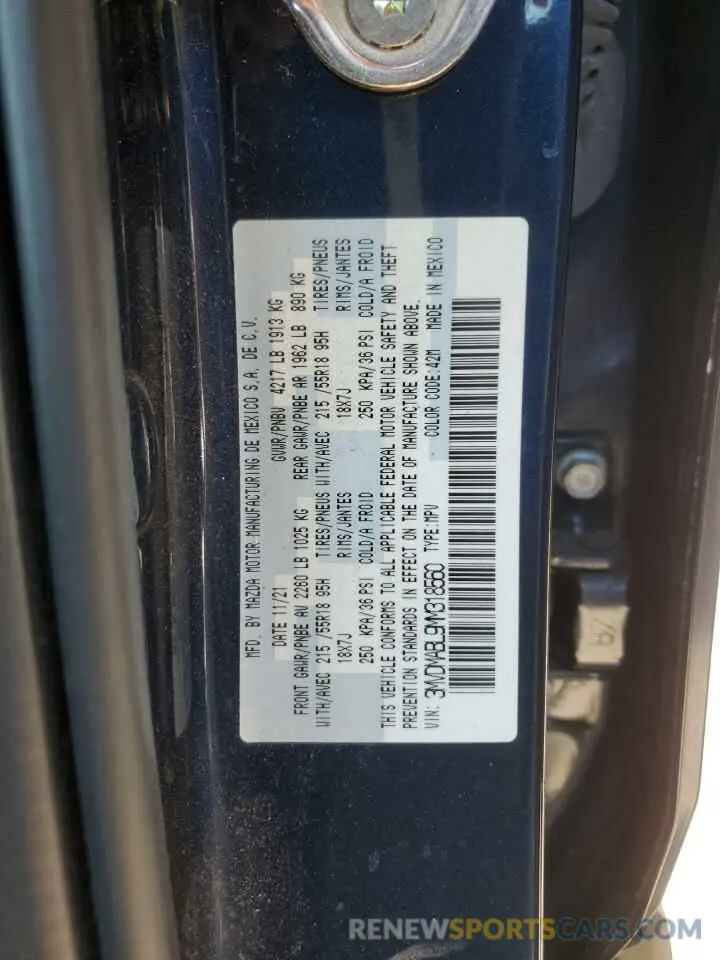 MFD. BY MAZDA MOTOR MANUFACTURING DE MEXICO S.A. DE C.V.
DATE 11/21 GVWR/PNBV 4217 LB 1913 KG
FRONT GAWR/PNBE AV 2260 LB 1025 KG REAR GAWR/PNBE AR 1962 LB 890 KG
WITH/AVEC 215 /55R18 95H TIRES/PNEUS WITH/AVEC 215 /55R18 95H TIRES/PNEUS
18X7J RIMS/JANTES 18X7J RIMS/JANTES
250 KPA/36 PSI COLD/A FROID 250 KPA/36 PSI COLD/A FROID
THIS VEHICLE CONFORMS TO ALL APPLICABLE FEDERAL MOTOR VEHICLE SAFETY AND THEFT
PREVENTION STANDARDS IN EFFECT ON THE DATE OF MANUFACTURE SHOWN ABOVE.
VIN: 3MVDMABL9NM318560 TYPE:MPV COLOR CODE:42M MADE IN MEXICO
RENEWSPORTSCARS.COM